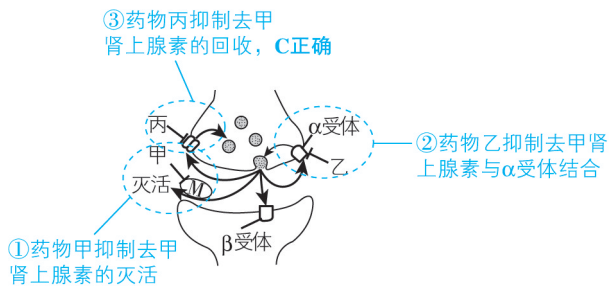 ③药物丙抑制去甲
肾上腺素的回收，C正确
丙
甲
灭活
M
α受体
乙
β受体
②药物乙抑制去甲肾
上腺素与α受体结合
①药物甲抑制去甲
肾上腺素的灭活